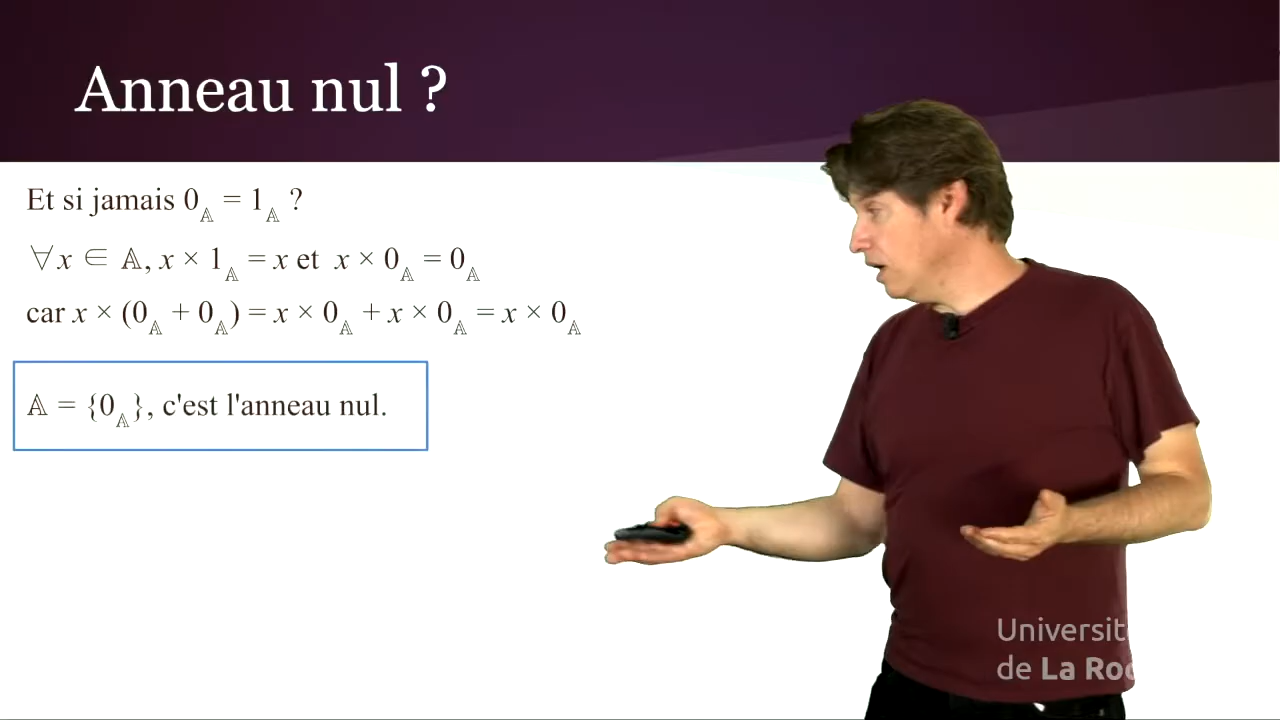 Anneau nul ?
Et si jamais 0_𝔸 = 1_𝔸 ?
∀x ∈ 𝔸, x × 1_𝔸 = x et x × 0_𝔸 = 0_𝔸
car x × (0_𝔸 + 0_𝔸) = x × 0_𝔸 + x × 0_𝔸 = x × 0_𝔸
𝔸 = {0_𝔸}, c'est l'anneau nul.
Universit
de La Ro